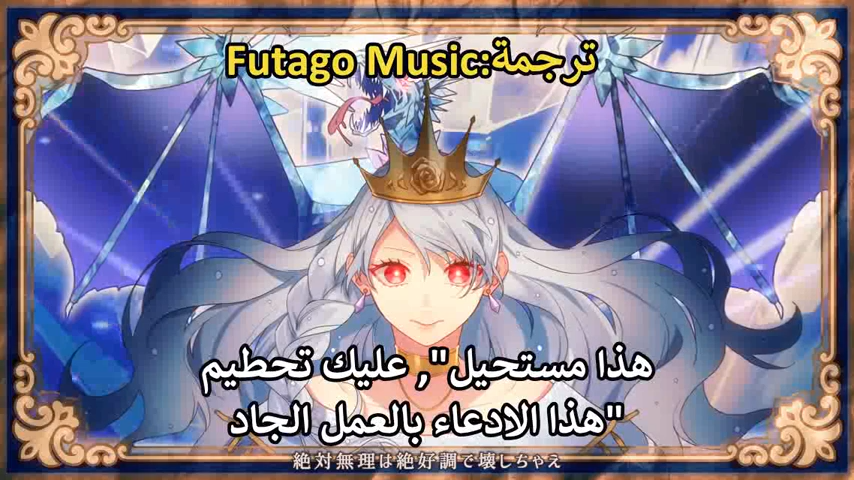 Futago Music:ترجمة
هذا مستحيل", عليك تحطيم
"هذا الادعاء بالعمل الجاد
絶対無理は絶好調で壊しちゃえ